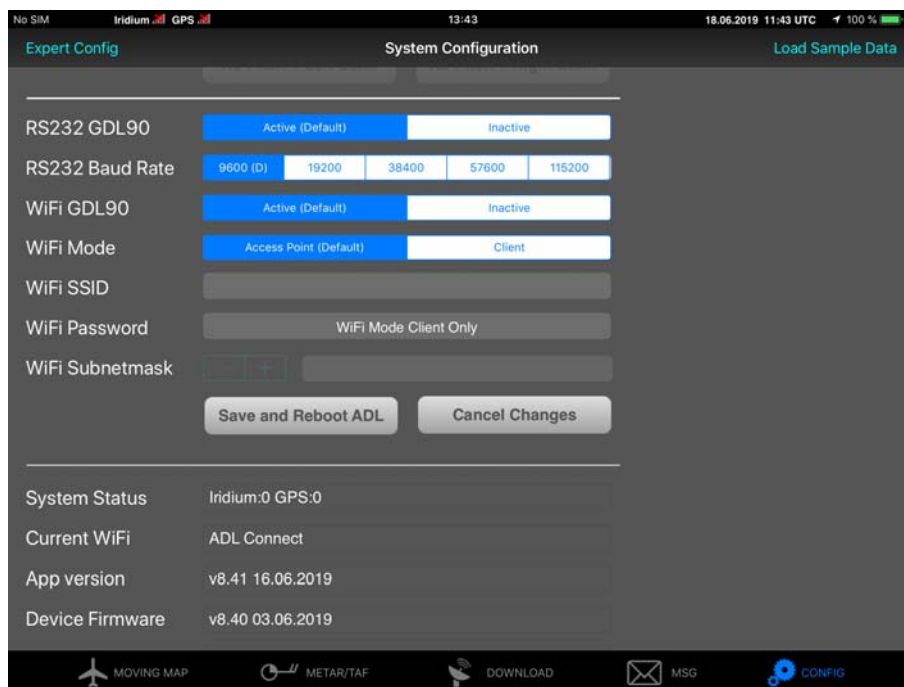 No SIM Iridium GPS 13:43 18.06.2019 11:43 UTC 100 %
Expert Config System Configuration Load Sample Data
RS232 GDL90 Active (Default) Inactive
RS232 Baud Rate 9600 (D) 19200 38400 57600 115200
WiFi GDL90 Active (Default) Inactive
WiFi Mode Access Point (Default) Client
WiFi SSID
WiFi Password WiFi Mode Client Only
WiFi Subnetmask − +
Save and Reboot ADL Cancel Changes
System Status Iridium:0 GPS:0
Current WiFi ADL Connect
App version v8.41 16.06.2019
Device Firmware v8.40 03.06.2019
MOVING MAP METAR/TAF DOWNLOAD MSG CONFIG